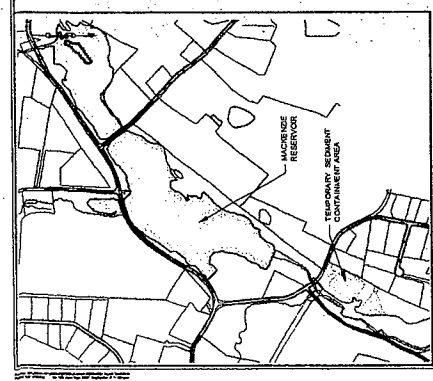 MACKENZIE
RESERVOIR
TEMPORARY SEDIMENT
CONTAINMENT AREA